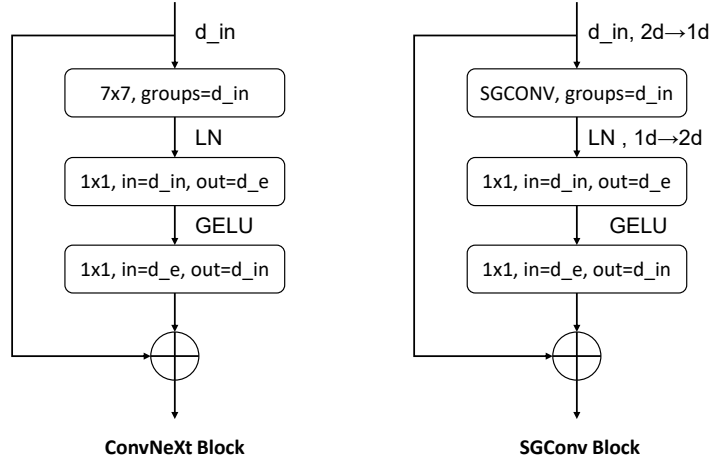 d_in
7x7, groups=d_in
LN
1x1, in=d_in, out=d_e
GELU
1x1, in=d_e, out=d_in
ConvNeXt Block
d_in, 2d→1d
SGCONV, groups=d_in
LN , 1d→2d
1x1, in=d_in, out=d_e
GELU
1x1, in=d_e, out=d_in
SGConv Block